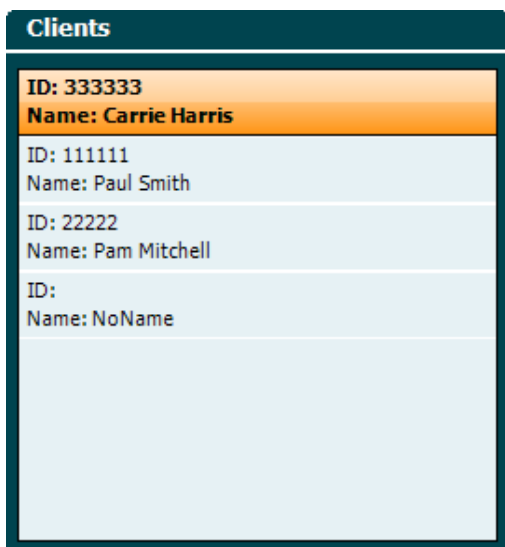 Clients
ID: 333333
Name: Carrie Harris
ID: 111111
Name: Paul Smith
ID: 22222
Name: Pam Mitchell
ID:
Name: NoName